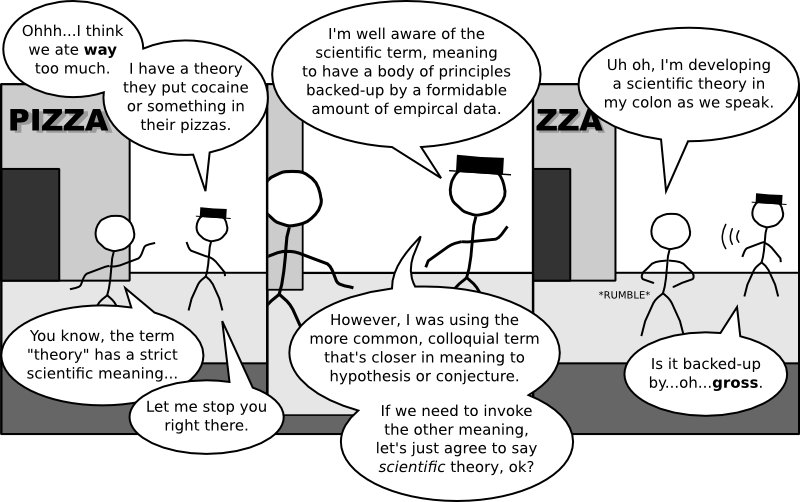 Ohhh...I think
we ate way
too much.
I have a theory
they put cocaine
or something in
their pizzas.
PIZZA
You know, the term
"theory" has a strict
scientific meaning...
Let me stop you
right there.
I'm well aware of the
scientific term, meaning
to have a body of principles
backed-up by a formidable
amount of empircal data.
However, I was using the
more common, colloquial term
that's closer in meaning to
hypothesis or conjecture.
If we need to invoke
the other meaning,
let's just agree to say
scientific theory, ok?
Uh oh, I'm developing
a scientific theory in
my colon as we speak.
ZZA
*RUMBLE*
Is it backed-up
by...oh...gross.